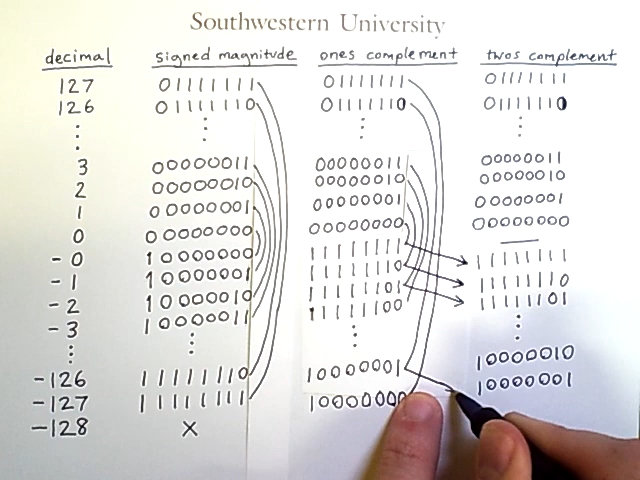 Southwestern University
decimal signed magnitude ones complement twos complement
127 01111111 01111111 01111111
126 01111110 01111110 01111110
⋮ ⋮ ⋮ ⋮
3 00000011 00000011 00000011
2 00000010 00000010 00000010
1 00000001 00000001 00000001
0 00000000 00000000 00000000
-0 10000000 11111111 —
-1 10000001 11111110 11111111
-2 10000010 11111101 11111110
-3 10000011 11111100 11111101
⋮ ⋮ ⋮ ⋮
-126 11111110 10000001 10000010
-127 11111111 10000000 10000001
-128 X